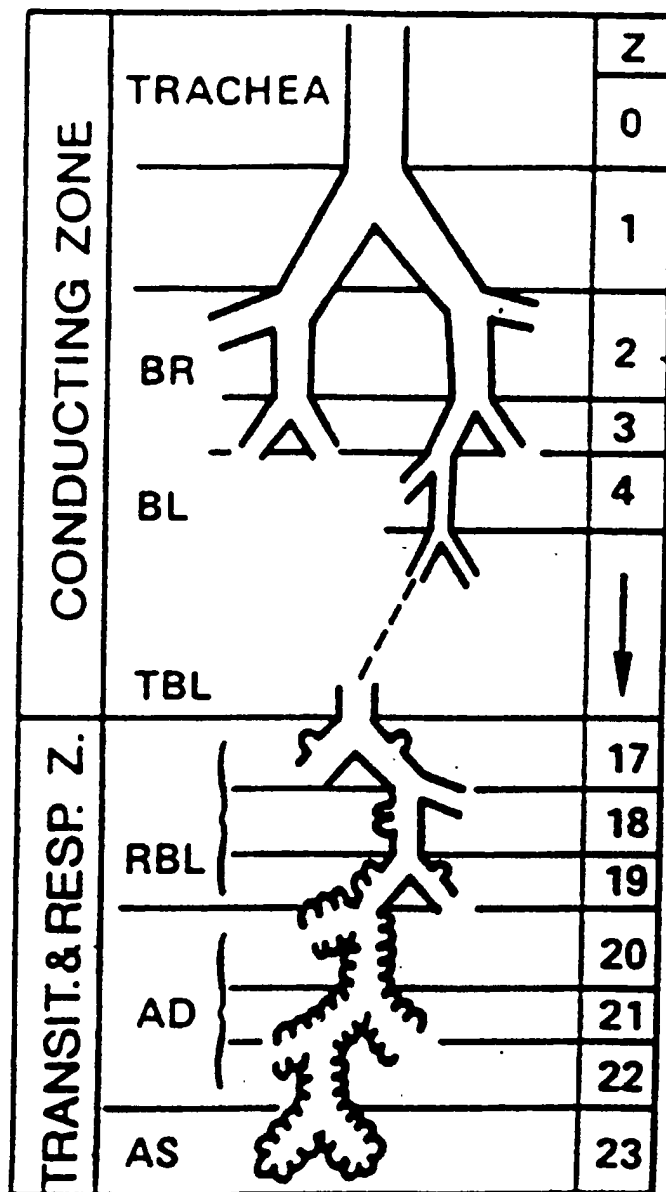 CONDUCTING ZONE
TRANSIT.& RESP. Z.
Z
TRACHEA
0
1
BR
2
3
BL
4
TBL
17
18
RBL
19
20
AD
21
22
AS
23